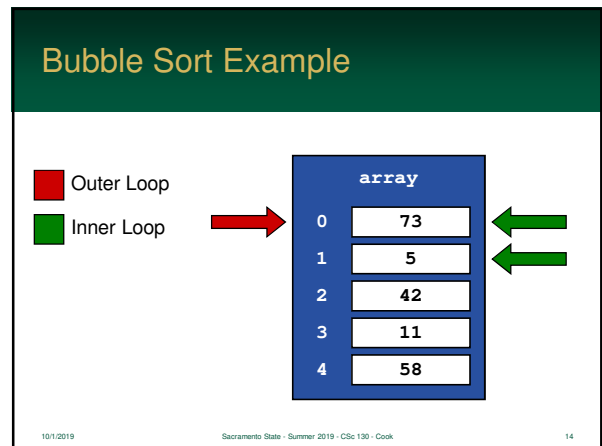 Bubble Sort Example
Outer Loop
Inner Loop
array
0 73
1 5
2 42
3 11
4 58
10/1/2019 Sacramento State - Summer 2019 - CSc 130 - Cook 14